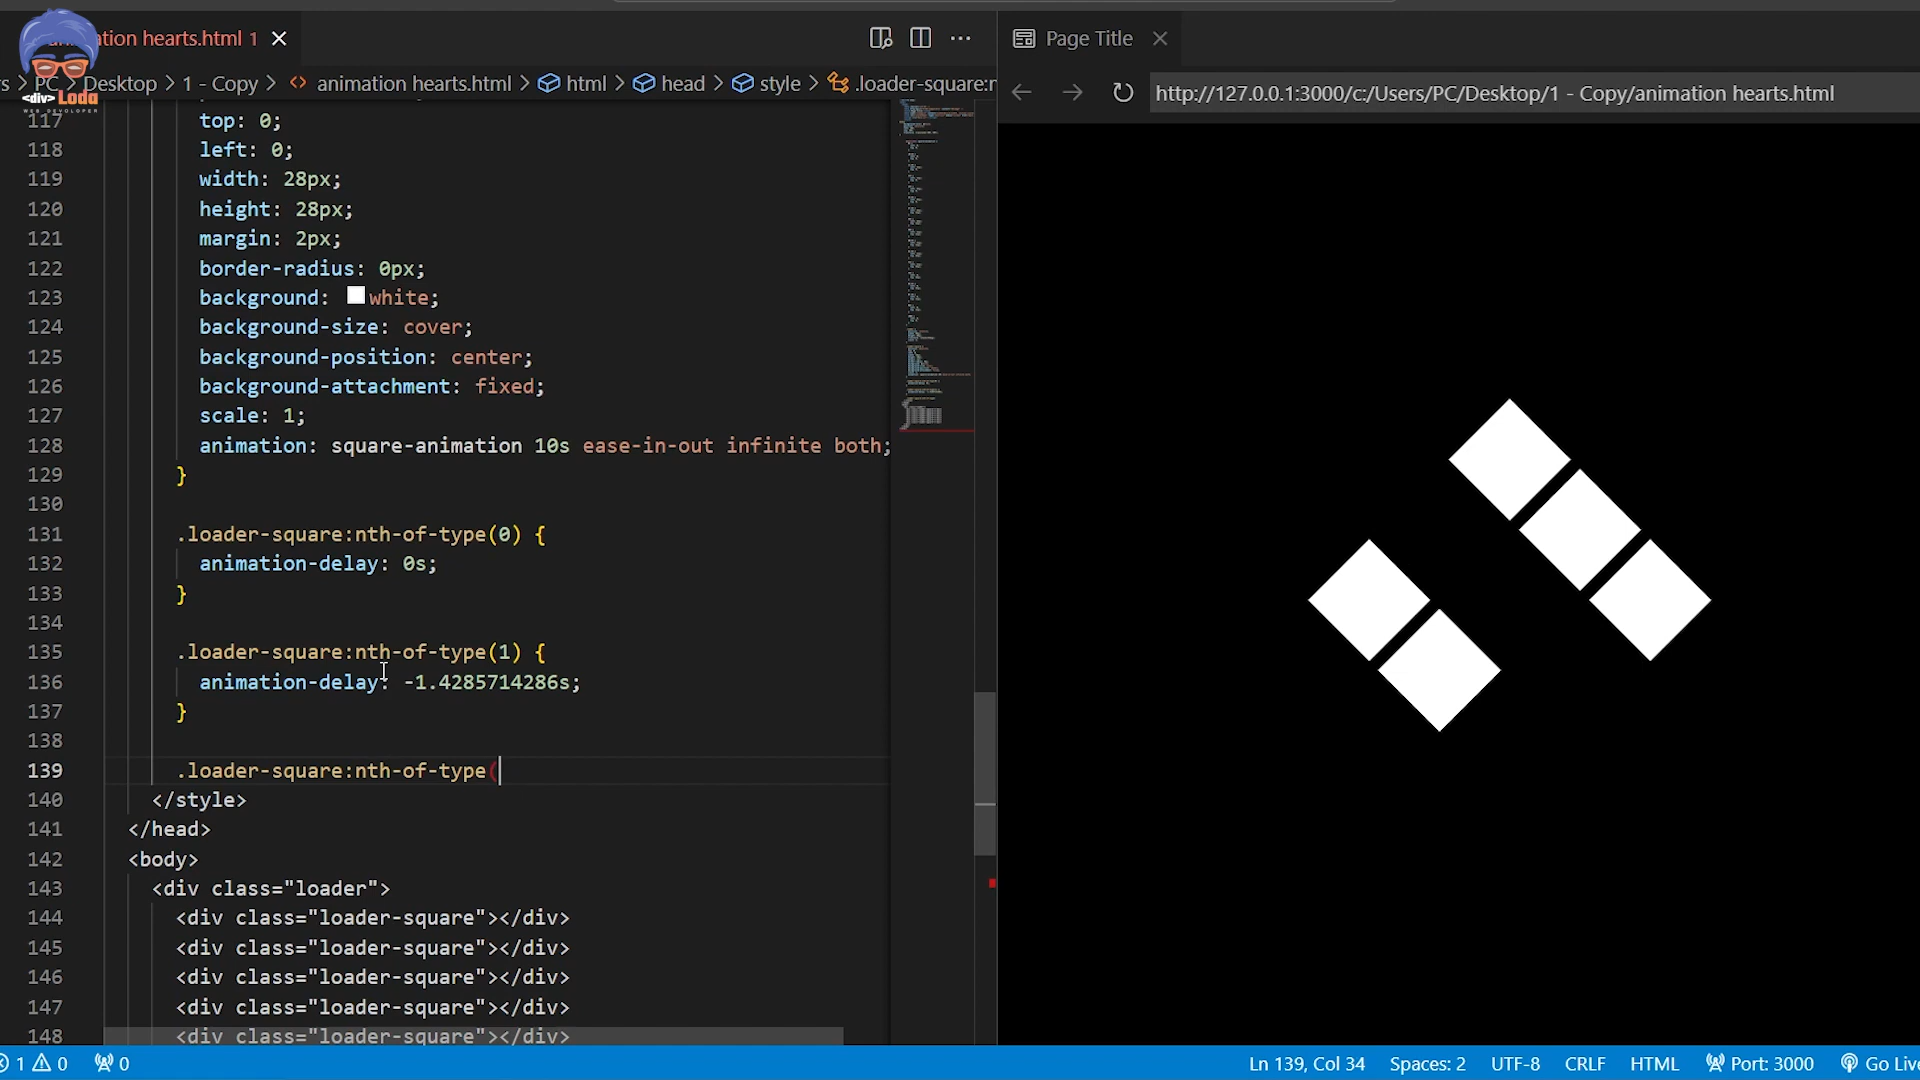 animation hearts.html 1
Page Title
PC > Desktop > 1 - Copy > animation hearts.html > html > head > style > .loader-square:n
http://127.0.0.1:3000/c:/Users/PC/Desktop/1 - Copy/animation hearts.html
<div> Loda
WEB DEVOLOPER
117 top: 0;
118 left: 0;
119 width: 28px;
120 height: 28px;
121 margin: 2px;
122 border-radius: 0px;
123 background: white;
124 background-size: cover;
125 background-position: center;
126 background-attachment: fixed;
127 scale: 1;
128 animation: square-animation 10s ease-in-out infinite both;
129 }
130
131 .loader-square:nth-of-type(0) {
132 animation-delay: 0s;
133 }
134
135 .loader-square:nth-of-type(1) {
136 animation-delay: -1.4285714286s;
137 }
138
139 .loader-square:nth-of-type(
140 </style>
141 </head>
142 <body>
143 <div class="loader">
144 <div class="loader-square"></div>
145 <div class="loader-square"></div>
146 <div class="loader-square"></div>
147 <div class="loader-square"></div>
148 <div class="loader-square"></div>
1 0 0 Ln 139, Col 34 Spaces: 2 UTF-8 CRLF HTML Port: 3000 Go Live